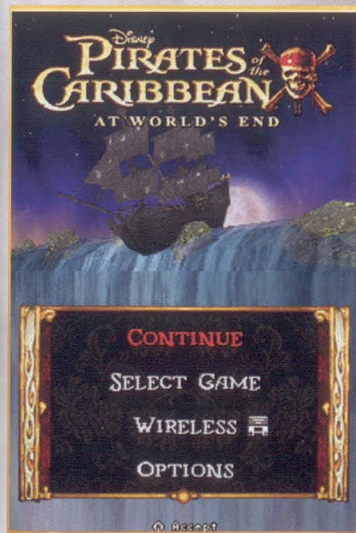 Disney
PIRATES of the
CARIBBEAN
AT WORLD'S END
CONTINUE
SELECT GAME
WIRELESS
OPTIONS
A Accept